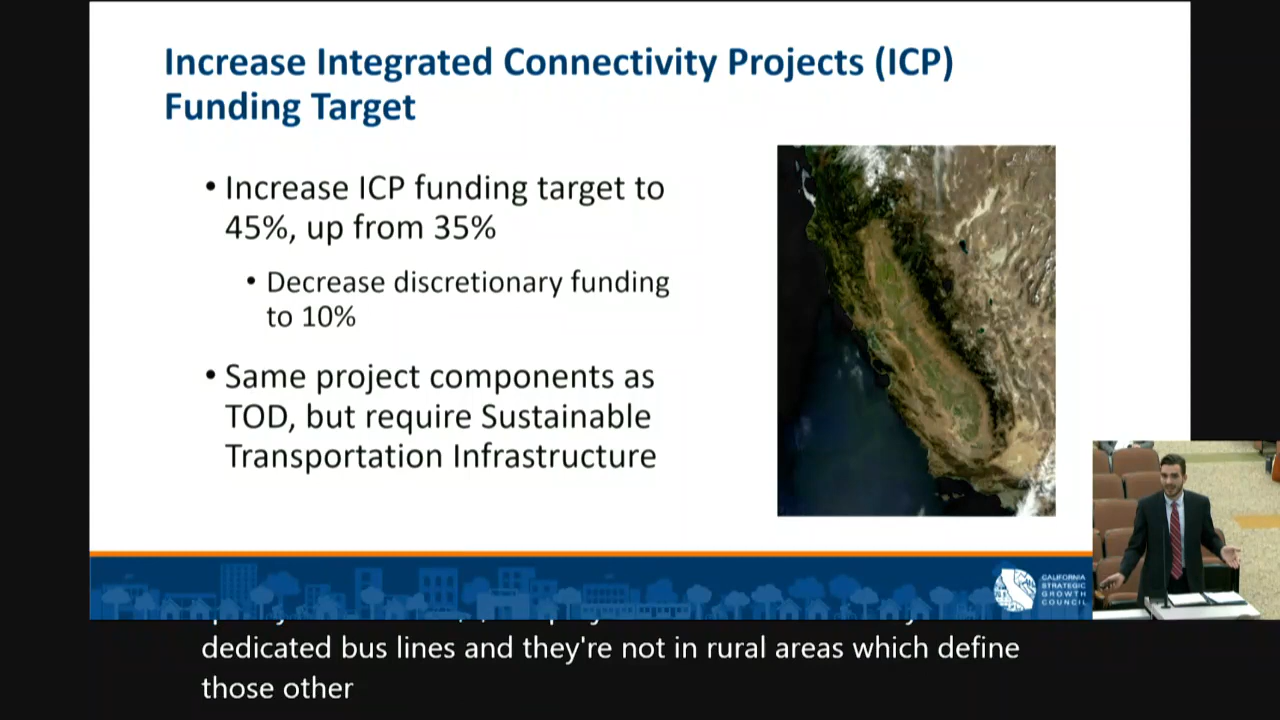 Increase Integrated Connectivity Projects (ICP)
Funding Target
• Increase ICP funding target to
45%, up from 35%
• Decrease discretionary funding
to 10%
• Same project components as
TOD, but require Sustainable
Transportation Infrastructure
CALIFORNIA
STRATEGIC
GROWTH
COUNCIL
dedicated bus lines and they're not in rural areas which define
those other